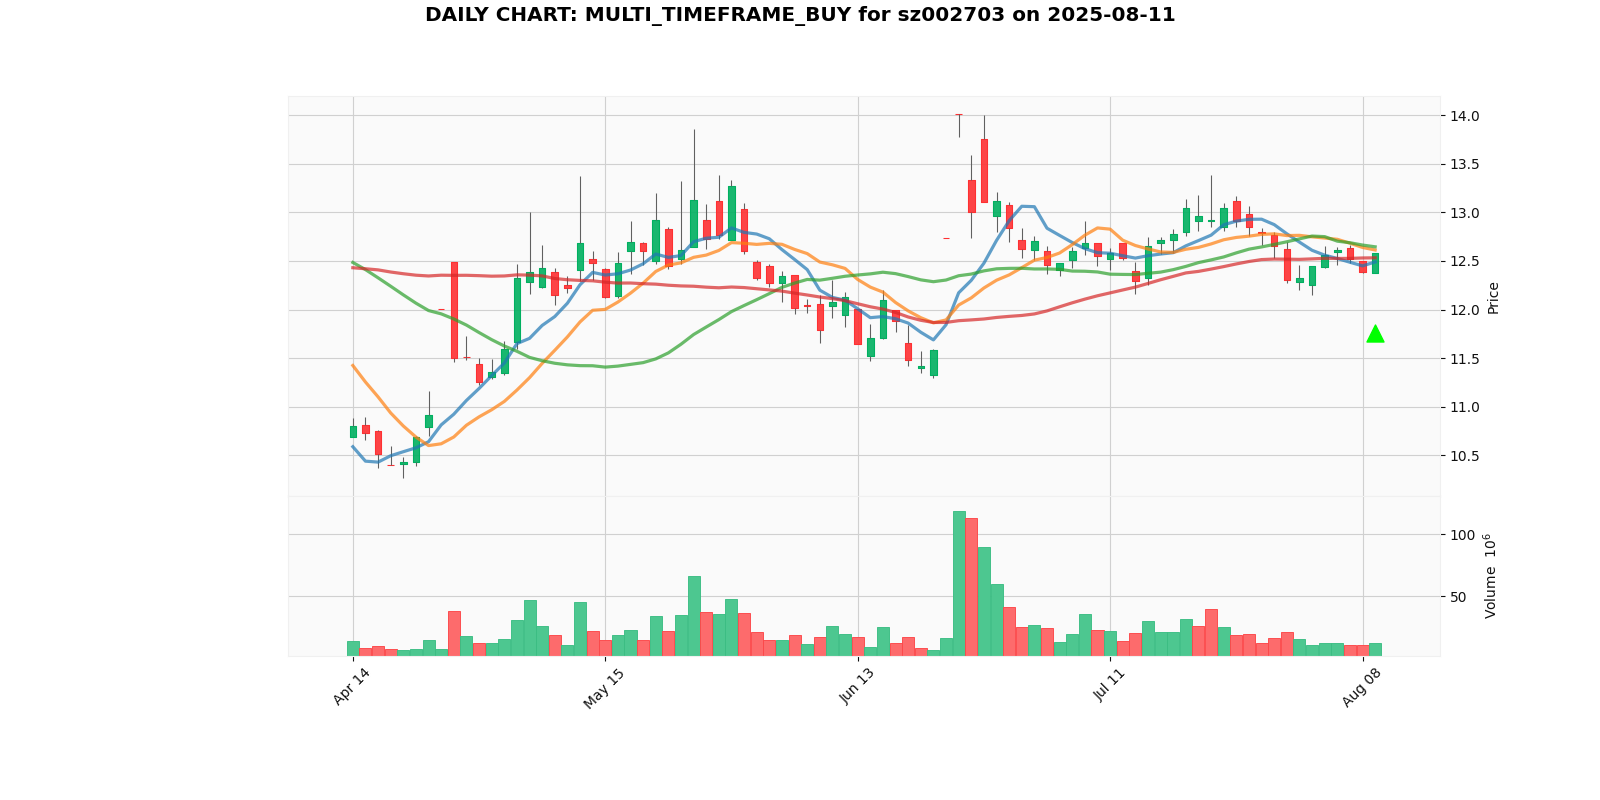 DAILY CHART: MULTI_TIMEFRAME_BUY for sz002703 on 2025-08-11
14.0
13.5
13.0
12.5
12.0
11.5
11.0
10.5
Price
100
50
Volume 10^6
Apr 14
May 15
Jun 13
Jul 11
Aug 08